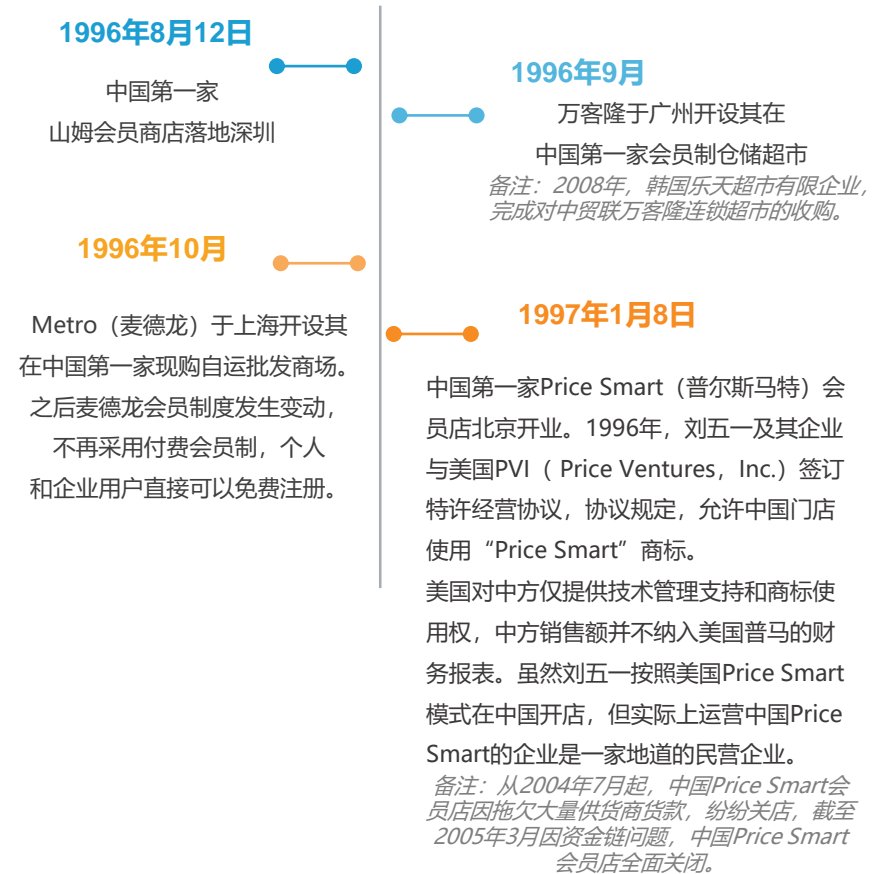 1996年8月12日
中国第一家
山姆会员商店落地深圳
1996年9月
万客隆于广州开设其在
中国第一家会员制仓储超市
备注：2008年，韩国乐天超市有限企业，
完成对中贸联万客隆连锁超市的收购。
1996年10月
Metro（麦德龙）于上海开设其
在中国第一家现购自运批发商场。
之后麦德龙会员制度发生变动，
不再采用付费会员制，个人
和企业用户直接可以免费注册。
1997年1月8日
中国第一家Price Smart（普尔斯马特）会
员店北京开业。1996年，刘五一及其企业
与美国PVI（ Price Ventures，Inc.）签订
特许经营协议，协议规定，允许中国门店
使用“Price Smart”商标。
美国对中方仅提供技术管理支持和商标使
用权，中方销售额并不纳入美国普马的财
务报表。虽然刘五一按照美国Price Smart
模式在中国开店，但实际上运营中国Price
Smart的企业是一家地道的民营企业。
备注：从2004年7月起，中国Price Smart会
员店因拖欠大量供货商货款，纷纷关店，截至
2005年3月因资金链问题，中国Price Smart
会员店全面关闭。